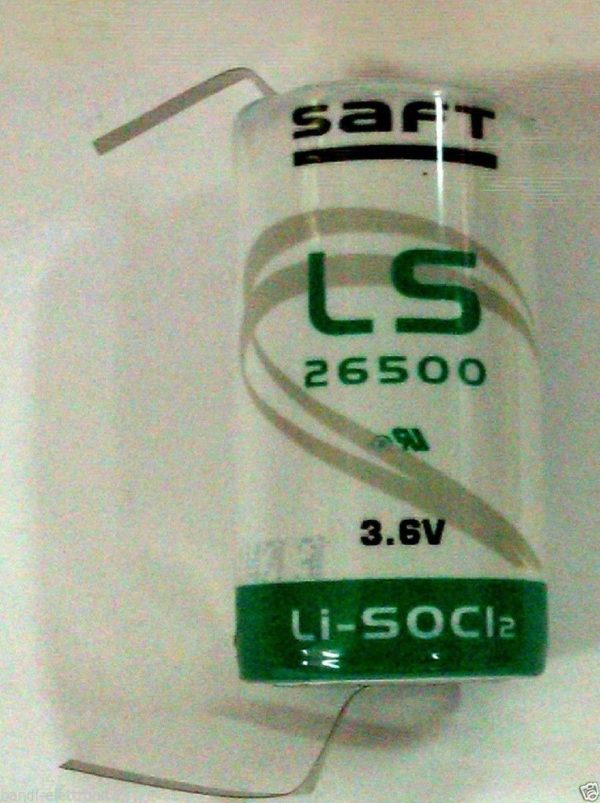 saft
LS
26500
3.6V
Li-SOCl2